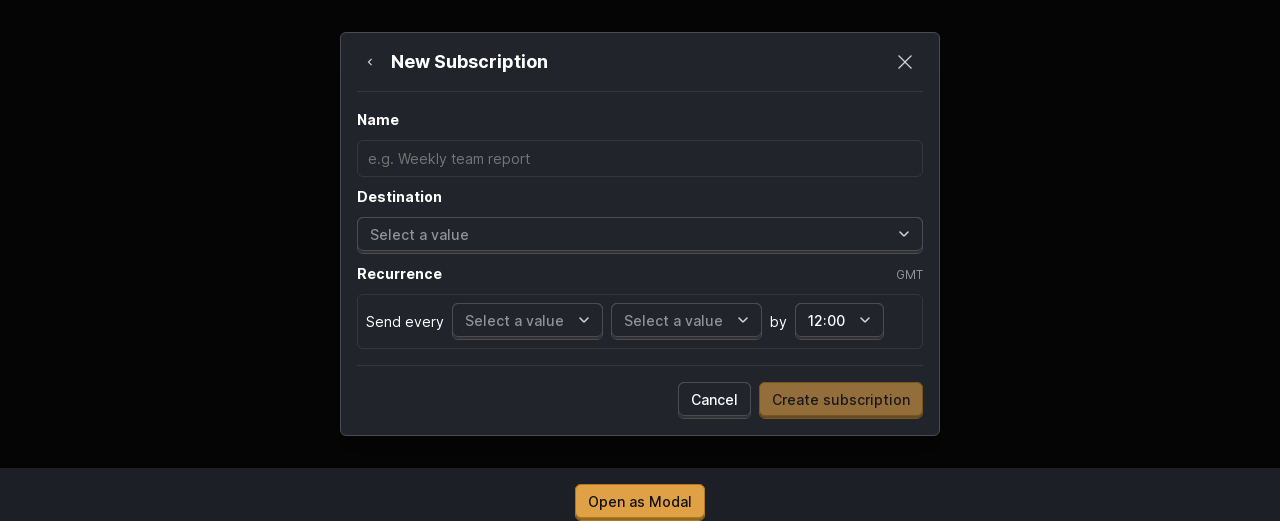 New Subscription
Name
e.g. Weekly team report
Destination
Select a value
Recurrence GMT
Send every Select a value Select a value by 12:00
Cancel Create subscription
Open as Modal